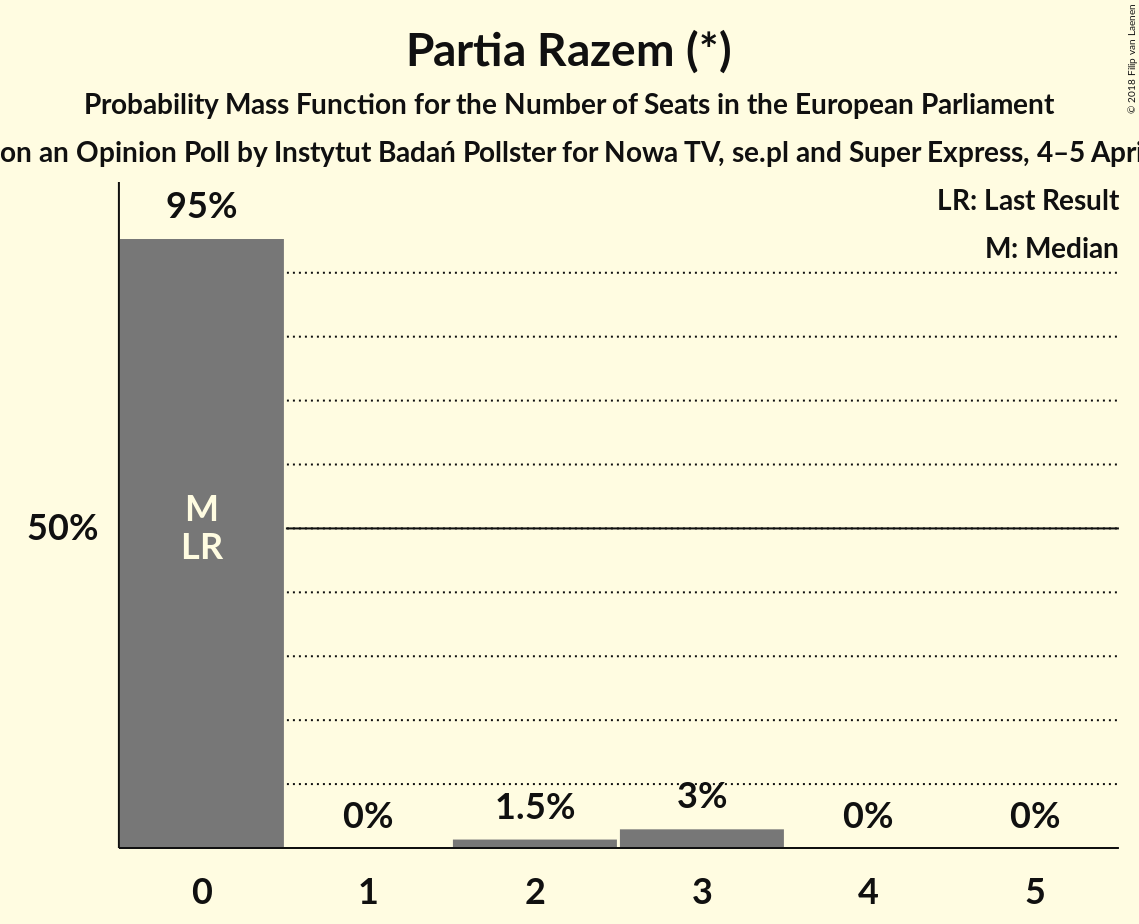 Partia Razem (*)
Probability Mass Function for the Number of Seats in the European Parliament
on an Opinion Poll by Instytut Badań Pollster for Nowa TV, se.pl and Super Express, 4–5 Apri
© 2018 Filip van Laenen
LR: Last Result
M: Median
95%
50%
M
LR
0%
1.5%
3%
0%
0%
0
1
2
3
4
5